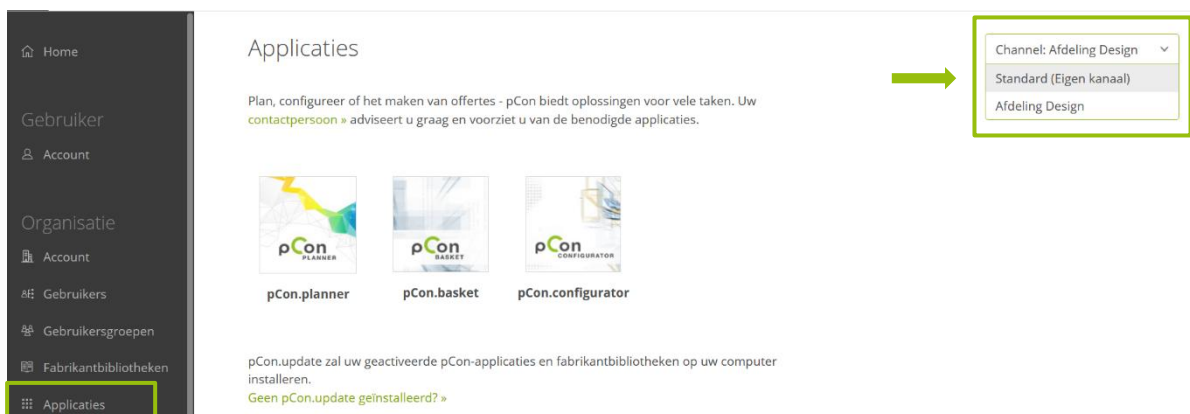 Home
Gebruiker
Account
Organisatie
Account
Gebruikers
Gebruikersgroepen
Fabrikantbibliotheken
Applicaties
Applicaties
Channel: Afdeling Design
Standard (Eigen kanaal)
Afdeling Design
Plan, configureer of het maken van offertes - pCon biedt oplossingen voor vele taken. Uw
contactpersoon » adviseert u graag en voorziet u van de benodigde applicaties.
pCon
PLANNER
pCon
BASKET
pCon
CONFIGURATOR
pCon.planner
pCon.basket
pCon.configurator
pCon.update zal uw geactiveerde pCon-applicaties en fabrikantbibliotheken op uw computer
installeren.
Geen pCon.update geïnstalleerd? »